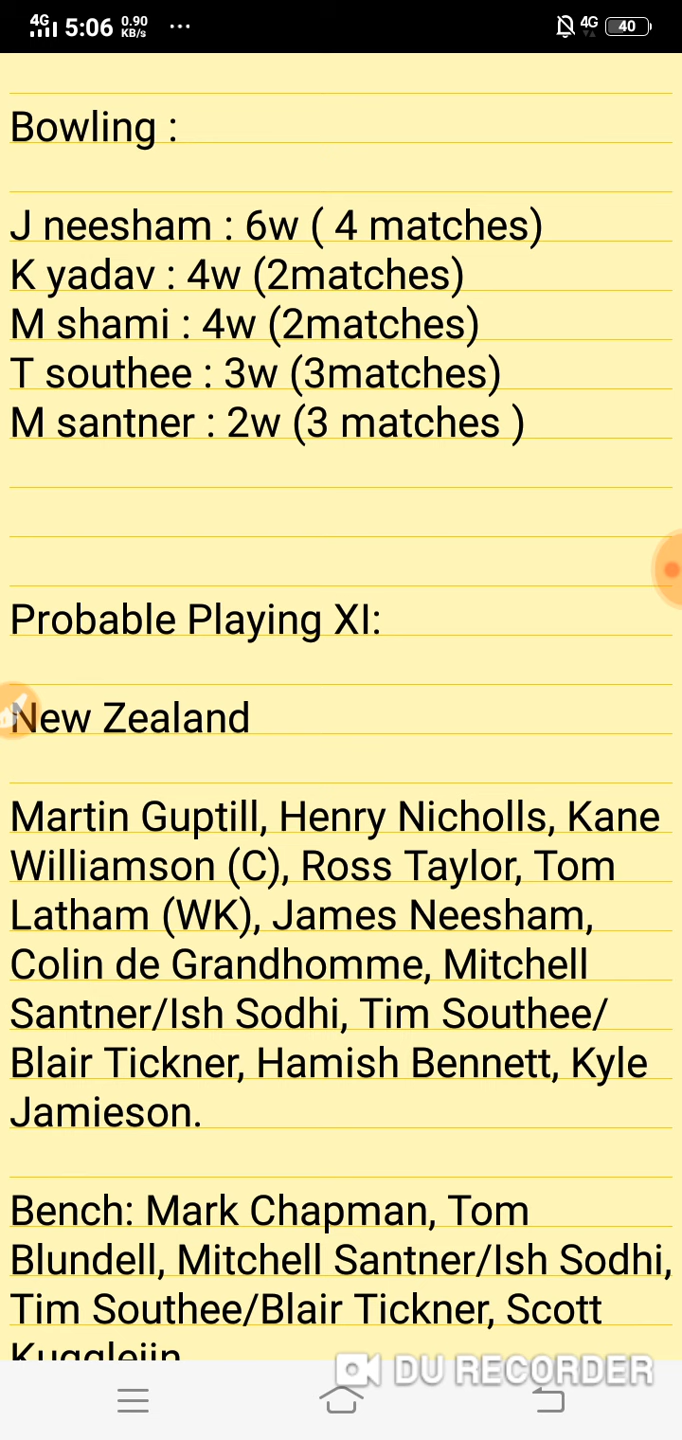 4G 5:06 0.90 KB/s ... 4G 40
Bowling :
J neesham : 6w ( 4 matches)
K yadav : 4w (2matches)
M shami : 4w (2matches)
T southee : 3w (3matches)
M santner : 2w (3 matches )
Probable Playing XI:
New Zealand
Martin Guptill, Henry Nicholls, Kane
Williamson (C), Ross Taylor, Tom
Latham (WK), James Neesham,
Colin de Grandhomme, Mitchell
Santner/Ish Sodhi, Tim Southee/
Blair Tickner, Hamish Bennett, Kyle
Jamieson.
Bench: Mark Chapman, Tom
Blundell, Mitchell Santner/Ish Sodhi,
Tim Southee/Blair Tickner, Scott
Kuggleijn
DU RECORDER